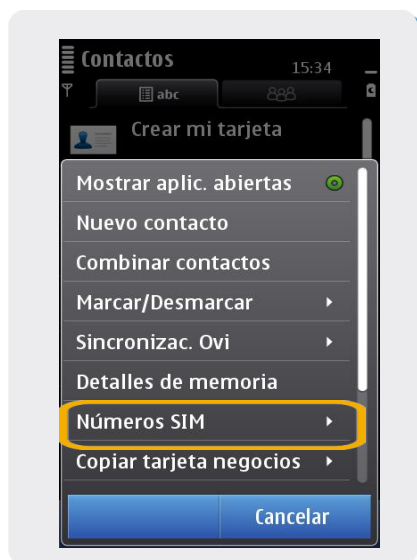 Contactos
15:34
abc
Crear mi tarjeta
Mostrar aplic. abiertas
Nuevo contacto
Combinar contactos
Marcar/Desmarcar
Sincronizac. Ovi
Detalles de memoria
Números SIM
Copiar tarjeta negocios
Cancelar